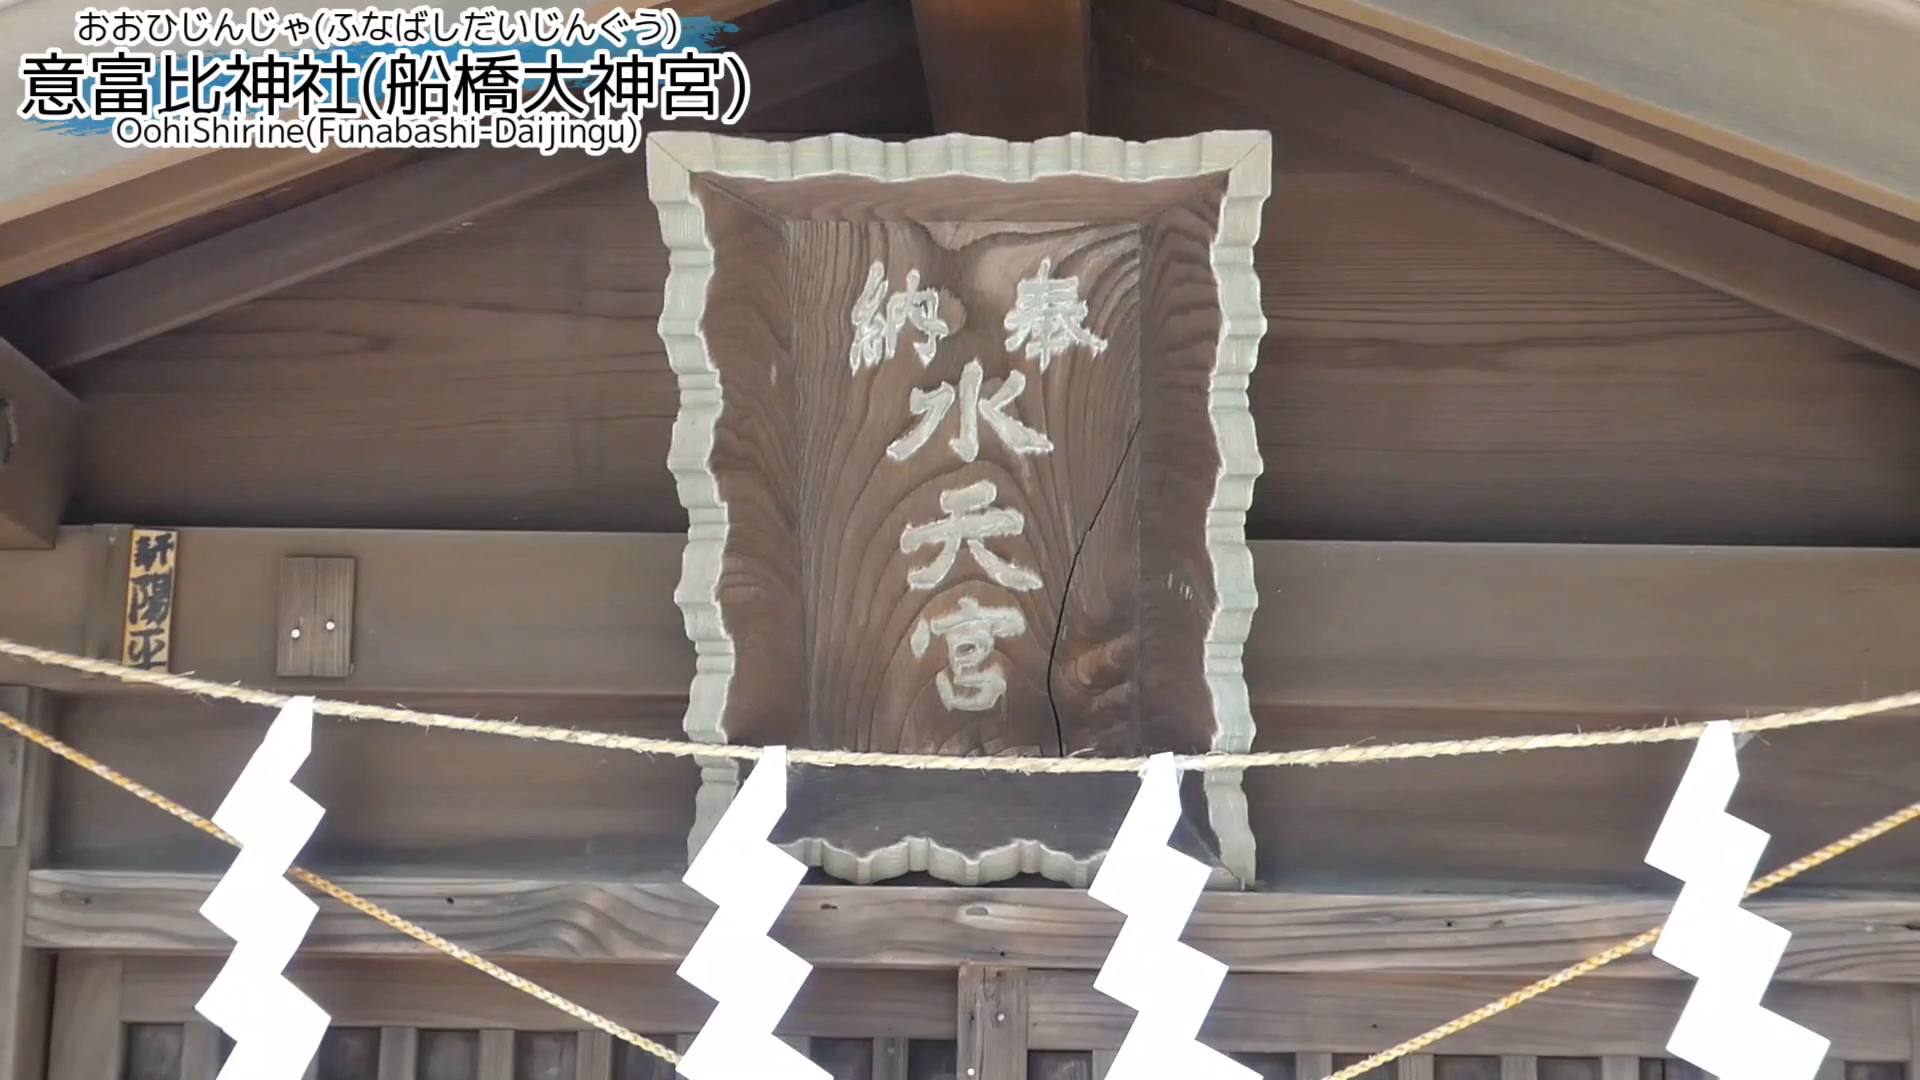 おおひじんじゃ(ふなばしだいじんぐう)
意富比神社(船橋大神宮)
OohiShirine(Funabashi-Daijingu)
奉納
水天宮